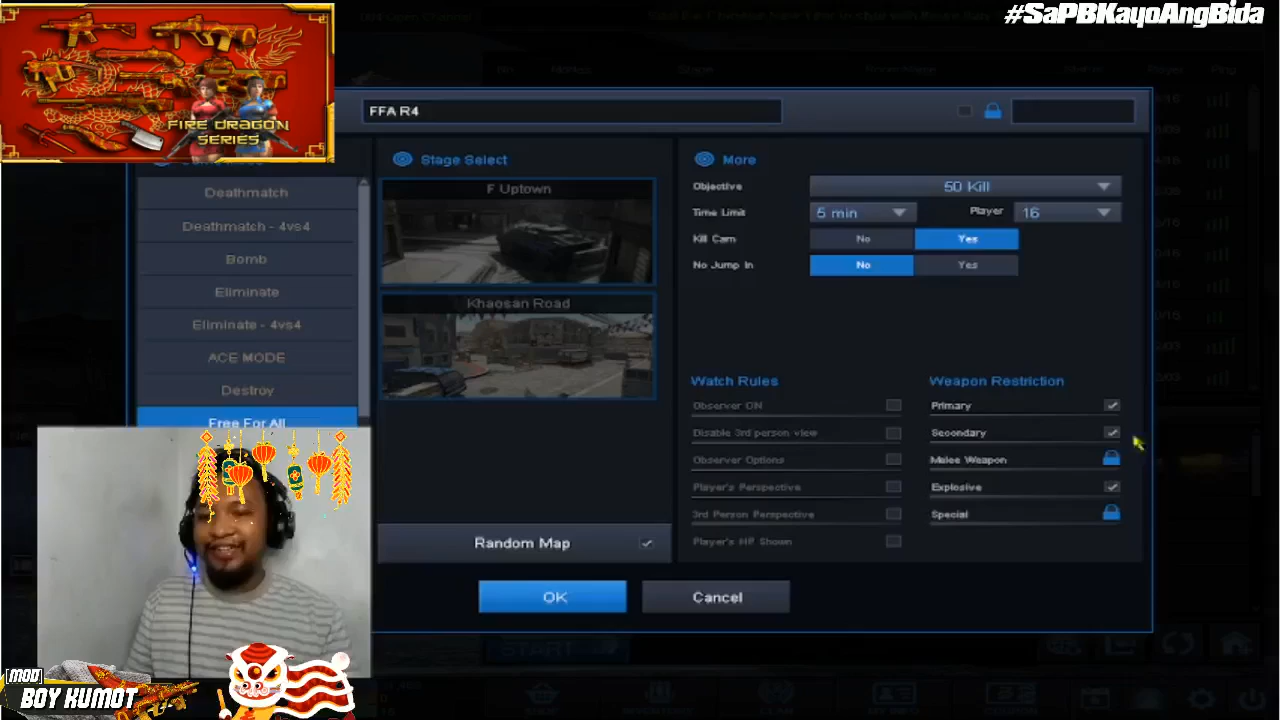 #SaPBKayoAngBida
FIRE DRAGON
SERIES
FFA R4
Deathmatch
Deathmatch - 4vs4
Bomb
Eliminate
Eliminate - 4vs4
ACE MODE
Destroy
Free For All
Stage Select
F Uptown
Khaosan Road
Random Map
More
Objective
50 Kill
Time Limit
5 min
Player
16
Kill Cam
No
Yes
No Jump In
No
Yes
Watch Rules
Observer ON
Disable 3rd person view
Observer Options
Player's Perspective
3rd Person Perspective
Player's HP Shown
Weapon Restriction
Primary
Secondary
Melee Weapon
Explosive
Special
OK
Cancel
START
MOD
BOY KUMOT